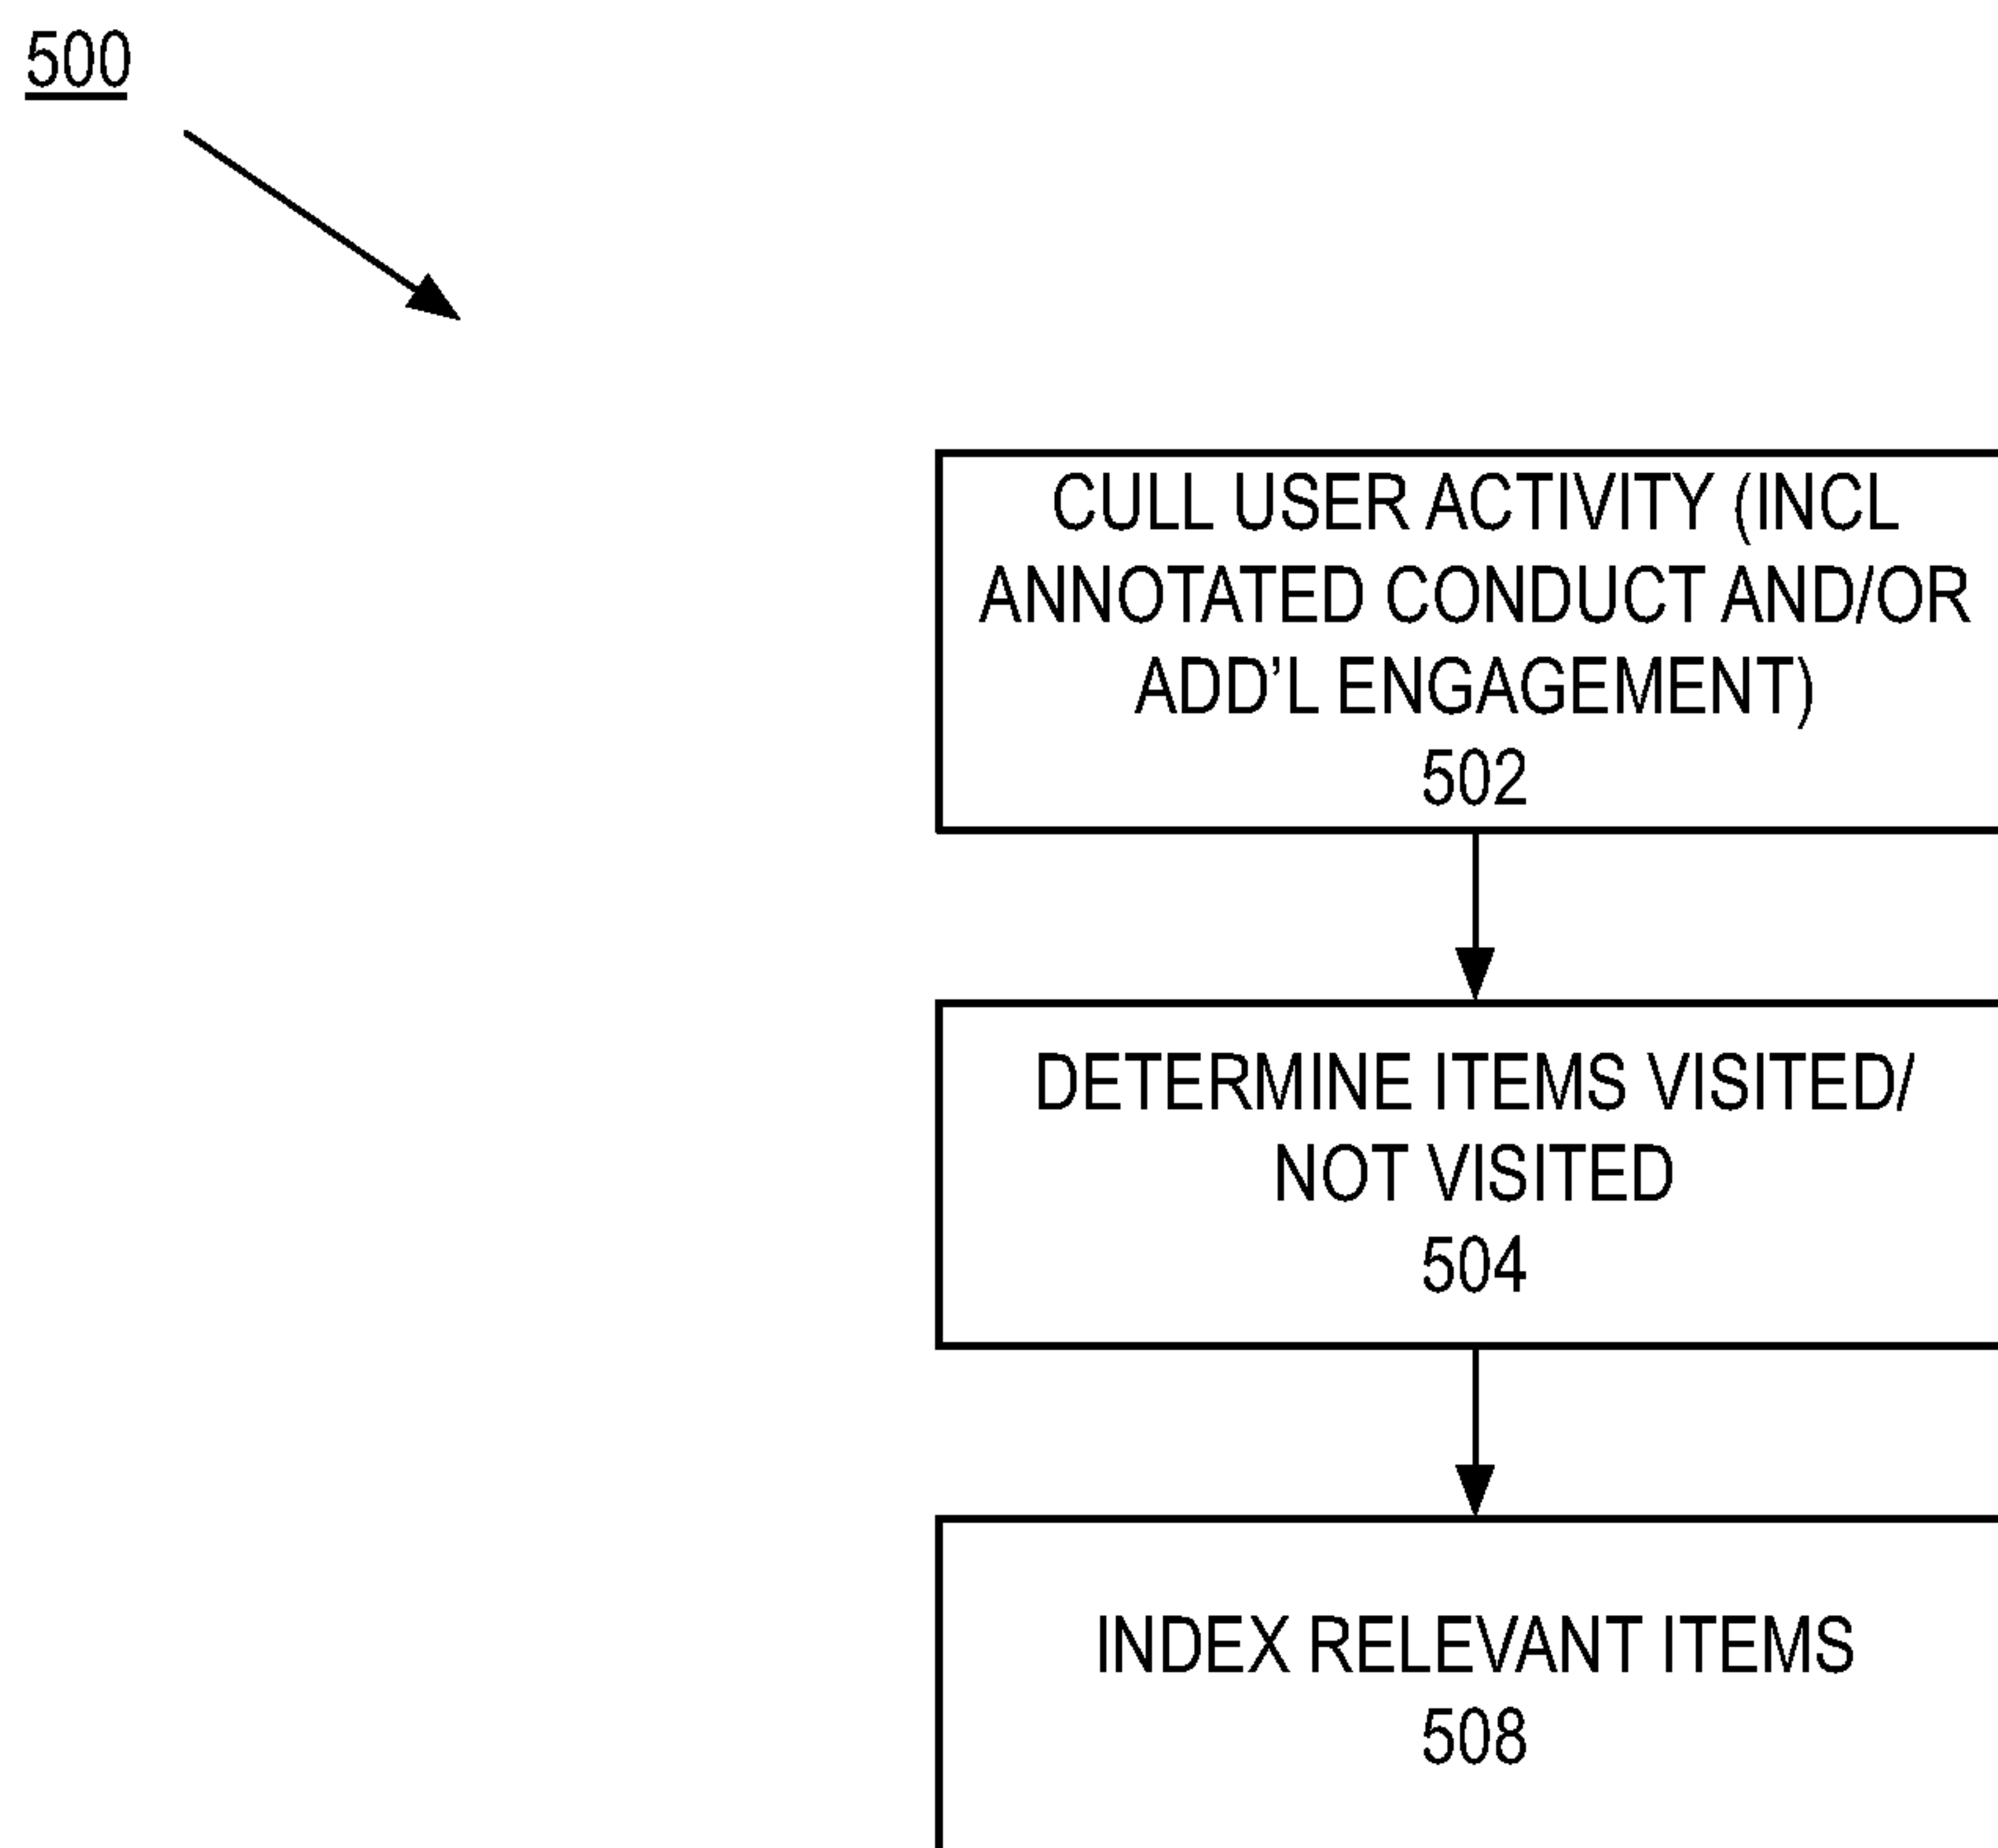 500
CULL USER ACTIVITY (INCL
ANNOTATED CONDUCT AND/OR
ADD’L ENGAGEMENT)
502
DETERMINE ITEMS VISITED/
NOT VISITED
504
INDEX RELEVANT ITEMS
508